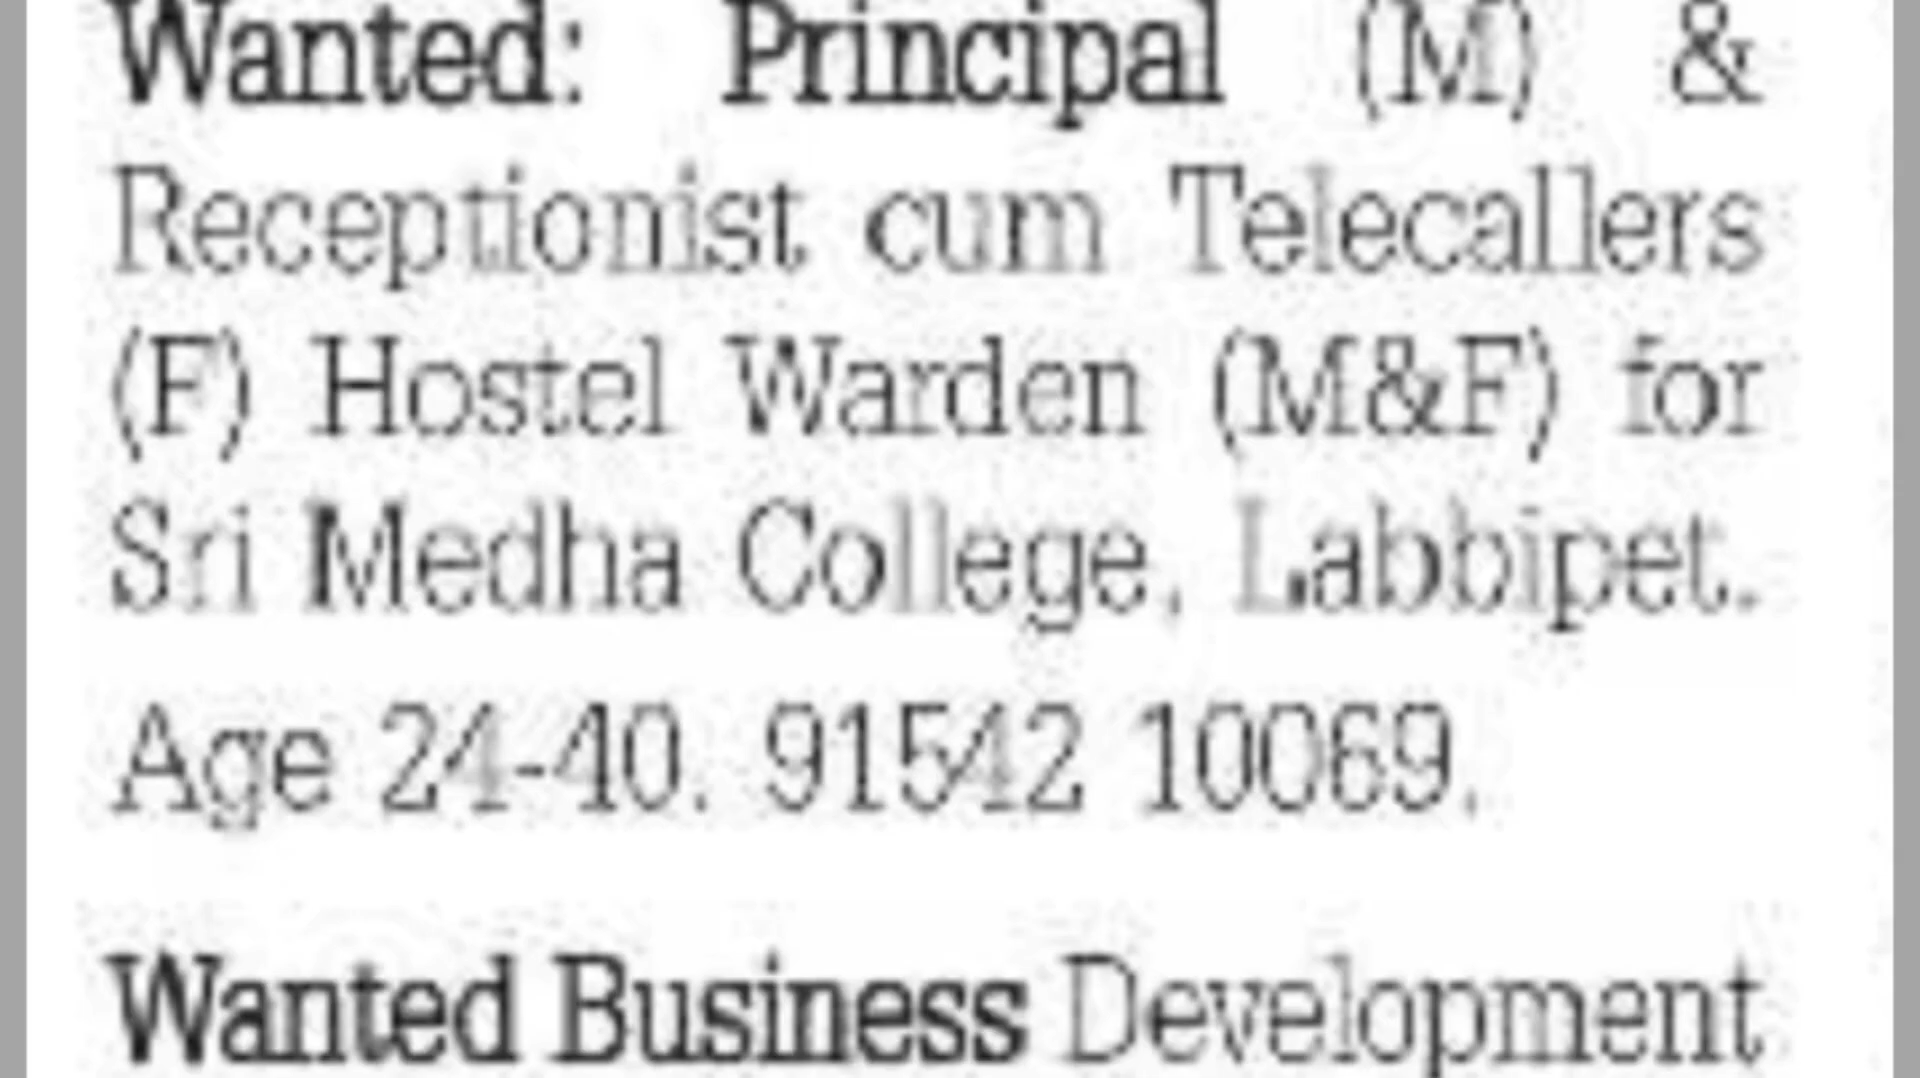 Wanted: Principal (M) &
Receptionist cum Telecallers
(F) Hostel Warden (M&F) for
Sri Medha College, Labbipet.
Age 24-40. 91542 10069.
Wanted Business Development